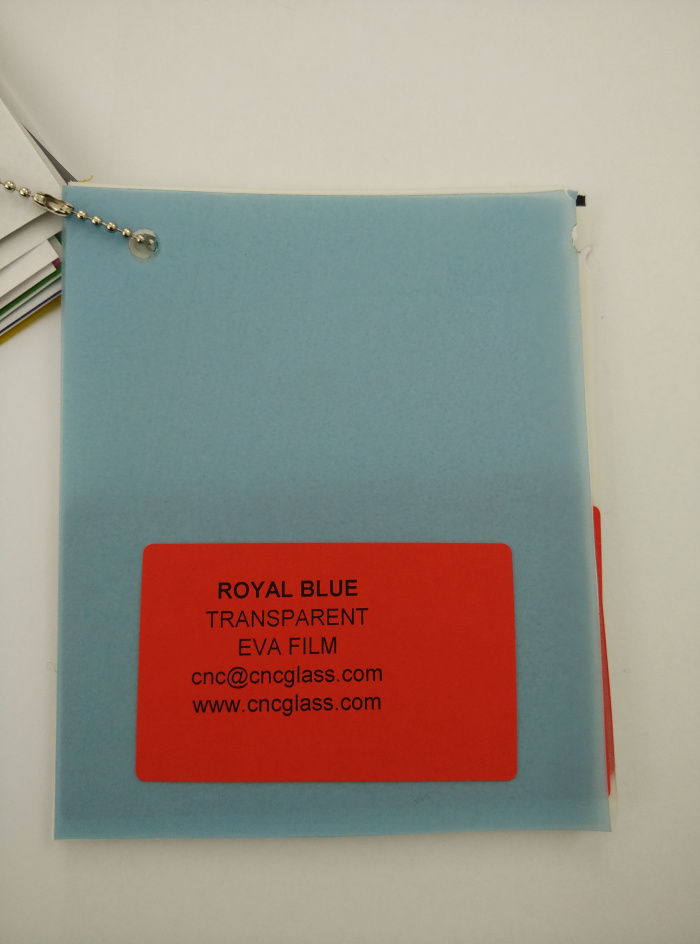 ROYAL BLUE
TRANSPARENT
EVA FILM
cnc@cncglass.com
www.cncglass.com